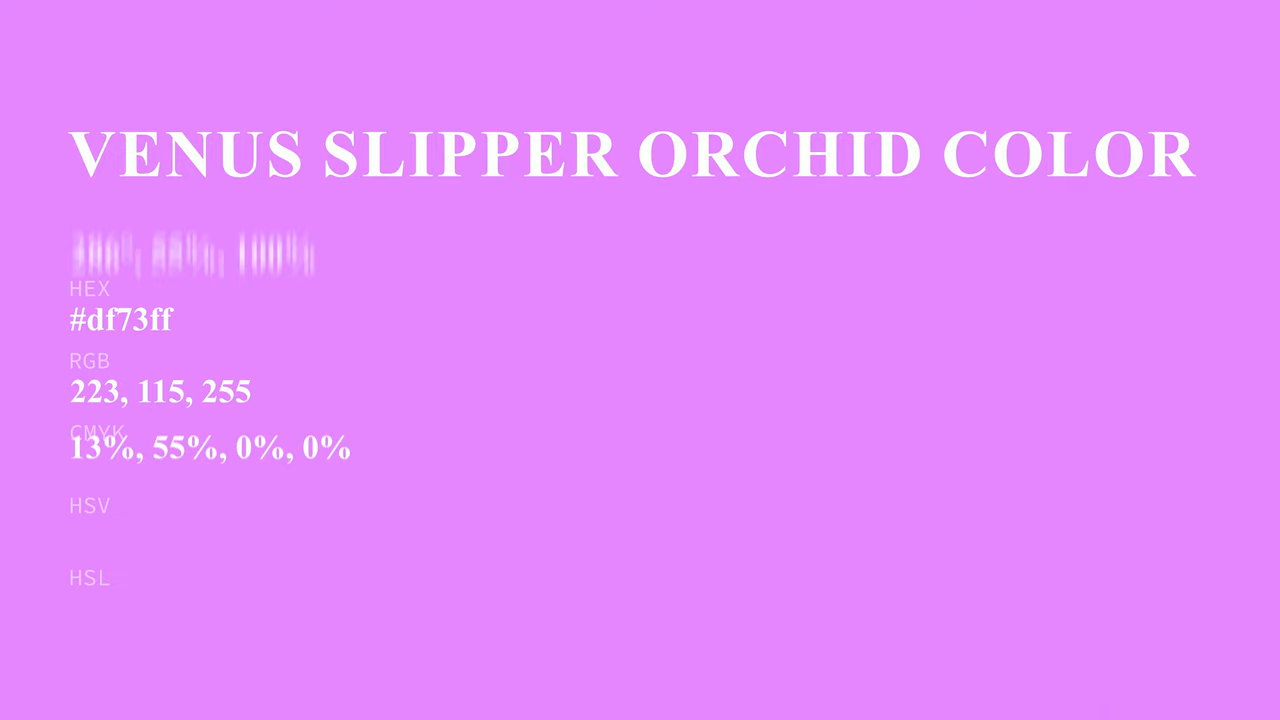 VENUS SLIPPER ORCHID COLOR
HEX
#df73ff
RGB
223, 115, 255
CMYK
13%, 55%, 0%, 0%
HSV
HSL